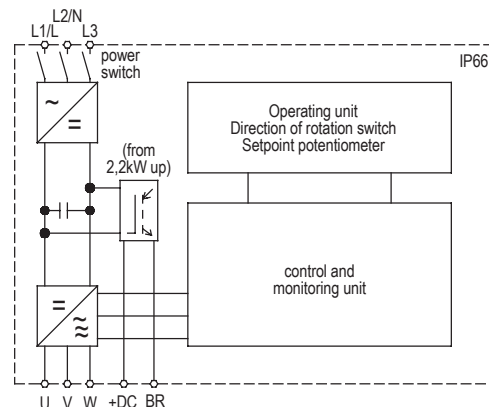 L2/N
L1/L L3
power
switch
IP66
~
=
Operating unit
Direction of rotation switch
Setpoint potentiometer
(from
2,2kW up)
control and
monitoring unit
=
≈
~
U V W +DC BR